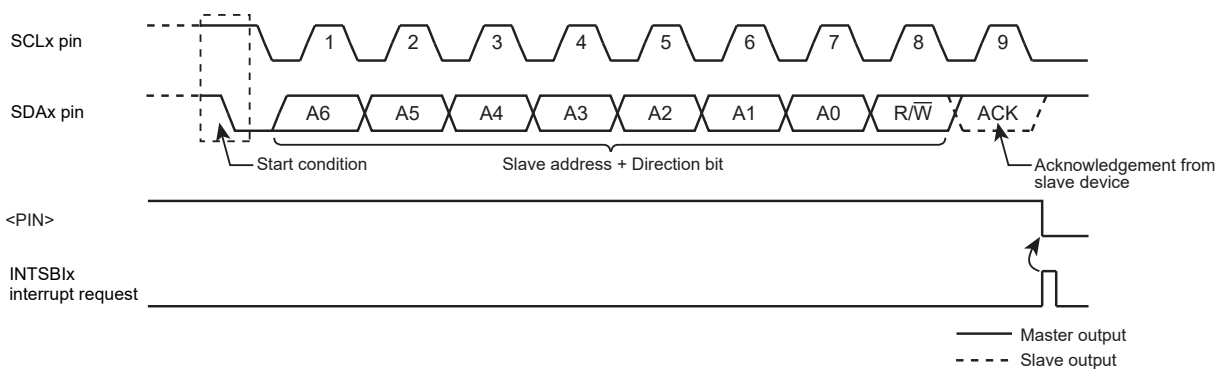 SCLx pin
1 2 3 4 5 6 7 8 9
SDAx pin
A6 A5 A4 A3 A2 A1 A0 R/W̅ ACK
Start condition
Slave address + Direction bit
Acknowledgement from
slave device
<PIN>
INTSBIx
interrupt request
Master output
Slave output